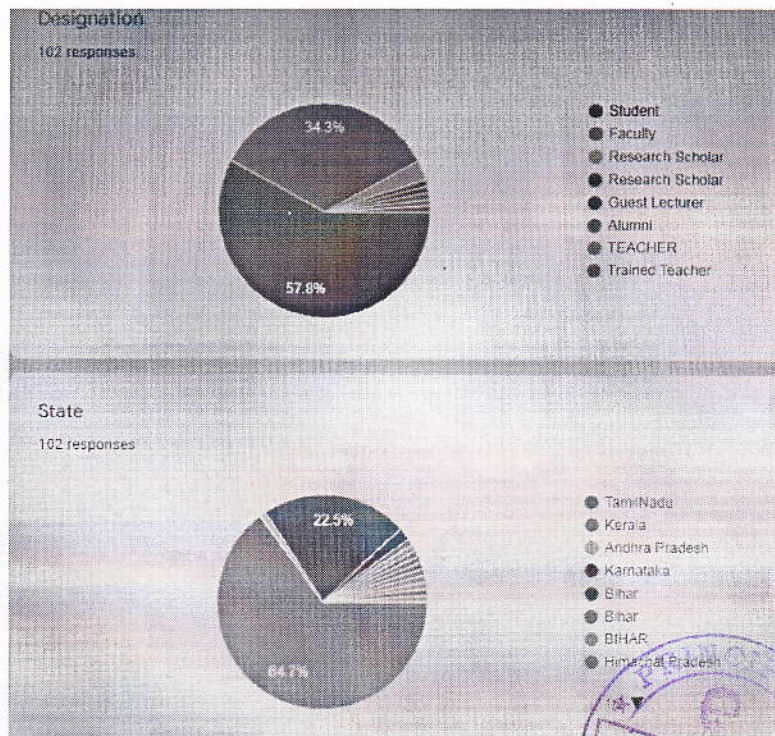 Designation
102 responses
34.3%
57.8%
Student
Faculty
Research Scholar
Research Scholar
Guest Lecturer
Alumni
TEACHER
Trained Teacher
State
102 responses
22.5%
64.7%
TamilNadu
Kerala
Andhra Pradesh
Karnataka
Bihar
Bihar
BIHAR
Himachal Pradesh